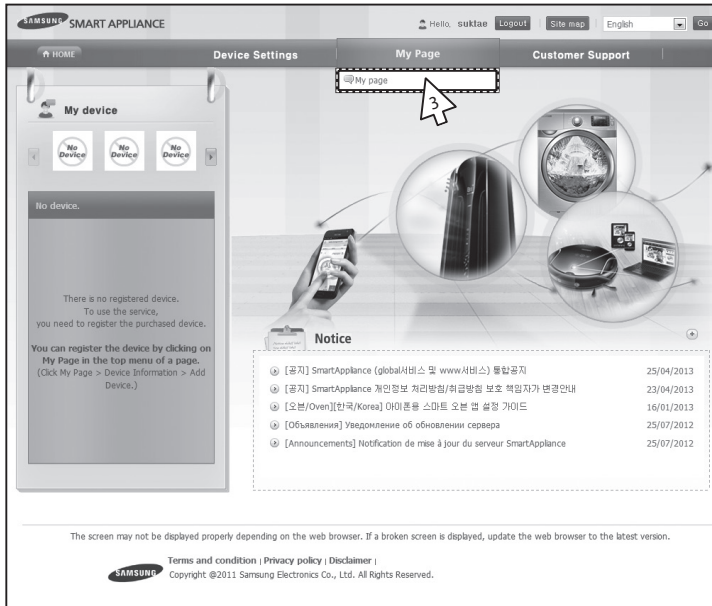 SAMSUNG SMART APPLIANCE
Hello, suktae Logout Site map English Go
HOME Device Settings My Page Customer Support
My page
3
My device
No Device No Device No Device
No device.
There is no registered device.
To use the service,
you need to register the purchased device.
You can register the device by clicking on
My Page in the top menu of a page.
(Click My Page > Device Information > Add
Device.)
Notice
[공지] SmartAppliance (global서비스 및 www서비스) 통합공지 25/04/2013
[공지] SmartAppliance 개인정보 처리방침/취급방침 보호 책임자가 변경안내 23/04/2013
[오븐/Oven][한국/Korea] 아이폰용 스마트 오븐 앱 설정 가이드 16/01/2013
[Объявления] Уведомление об обновлении сервера 25/07/2012
[Announcements] Notification de mise à jour du serveur SmartAppliance 25/07/2012
The screen may not be displayed properly depending on the web browser. If a broken screen is displayed, update the web browser to the latest version.
Terms and condition | Privacy policy | Disclaimer |
SAMSUNG Copyright @2011 Samsung Electronics Co., Ltd. All Rights Reserved.